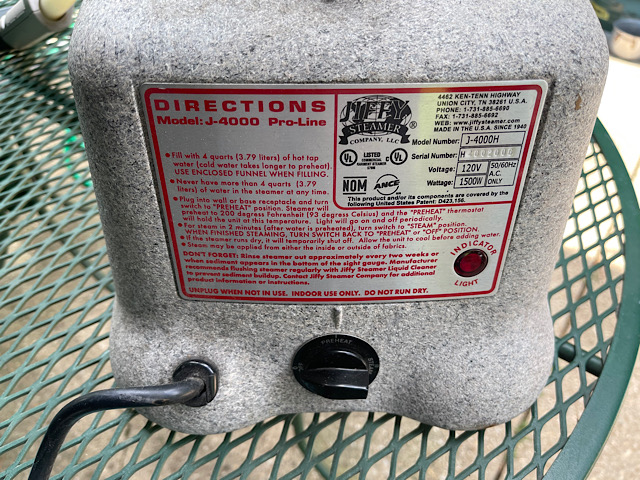 DIRECTIONS
Model: J-4000 Pro-Line
• Fill with 4 quarts (3.79 liters) of hot tap
water (cold water takes longer to preheat).
USE ENCLOSED FUNNEL WHEN FILLING.
• Never have more than 4 quarts (3.79
liters) of water in the steamer at any time.
• Plug into wall or base receptacle and turn
switch to "PREHEAT" position. Steamer will
preheat to 200 degrees Fahrenheit (93 degrees Celsius) and the "PREHEAT" thermostat
will hold the unit at this temperature. Light will go on and off periodically.
• For steam in 2 minutes (after water is preheated), turn switch to "STEAM" position.
WHEN FINISHED STEAMING, TURN SWITCH BACK TO "PREHEAT" or "OFF" POSITION.
• If the steamer runs dry, it will temporarily shut off. Allow the unit to cool before adding water.
• Steam may be applied from either the inside or outside of fabrics.
DON'T FORGET: Rinse steamer out approximately every two weeks or
when sediment appears in the bottom of the sight gauge. Manufacturer
recommends flushing steamer regularly with Jiffy Steamer Liquid Cleaner
to prevent sediment buildup. Contact Jiffy Steamer Company for additional
product information or instructions.
UNPLUG WHEN NOT IN USE. INDOOR USE ONLY. DO NOT RUN DRY.
JIFFY
STEAMER
COMPANY, LLC
®
4462 KEN-TENN HIGHWAY
UNION CITY, TN 38261 U.S.A.
PHONE: 1-731-885-6690
FAX: 1-731-885-6692
WEB: www.jiffysteamer.com
MADE IN THE U.S.A. SINCE 1940
UL
LISTED
UL
NOM
ANCE
Model Number: J-4000H
Serial Number: H
Voltage: 120V 50/60Hz
A.C.
Wattage: 1500W ONLY
This product and/or its components are covered by the
following United States Patent: D423,156.
INDICATOR
LIGHT
PREHEAT
STEAM